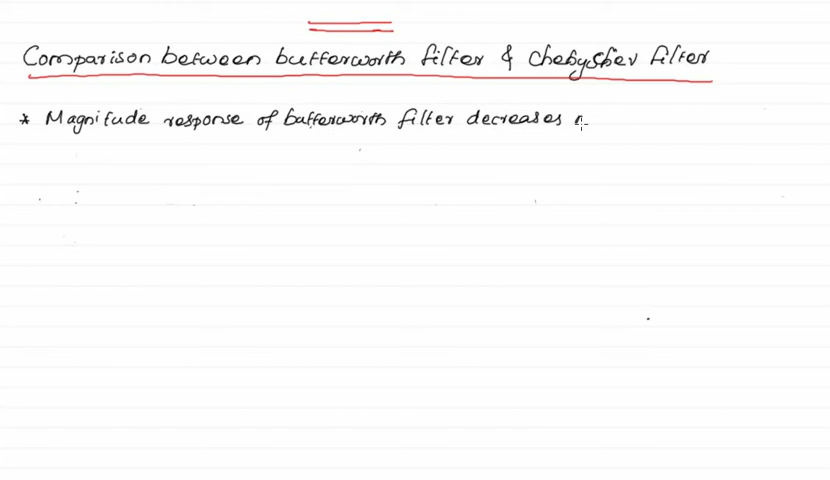 Comparison between butterworth filter & chebyshev filter
* Magnitude response of butterworth filter decreases